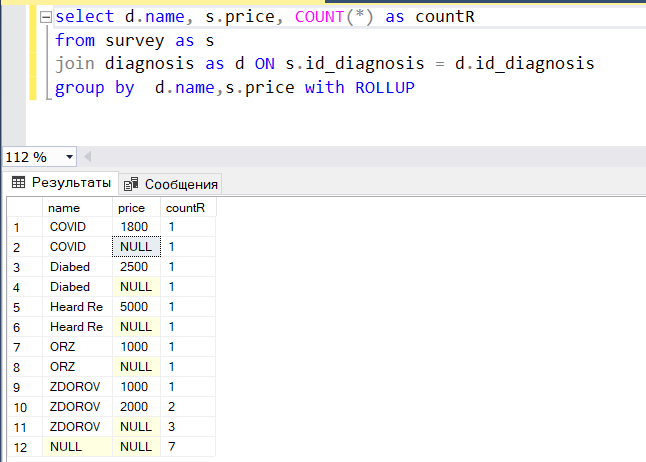 select d.name, s.price, COUNT(*) as countR
from survey as s
join diagnosis as d ON s.id_diagnosis = d.id_diagnosis
group by  d.name,s.price with ROLLUP
112 %
Результаты Сообщения
name price countR
1 COVID 1800 1
2 COVID NULL 1
3 Diabed 2500 1
4 Diabed NULL 1
5 Heard Re 5000 1
6 Heard Re NULL 1
7 ORZ 1000 1
8 ORZ NULL 1
9 ZDOROV 1000 1
10 ZDOROV 2000 2
11 ZDOROV NULL 3
12 NULL NULL 7